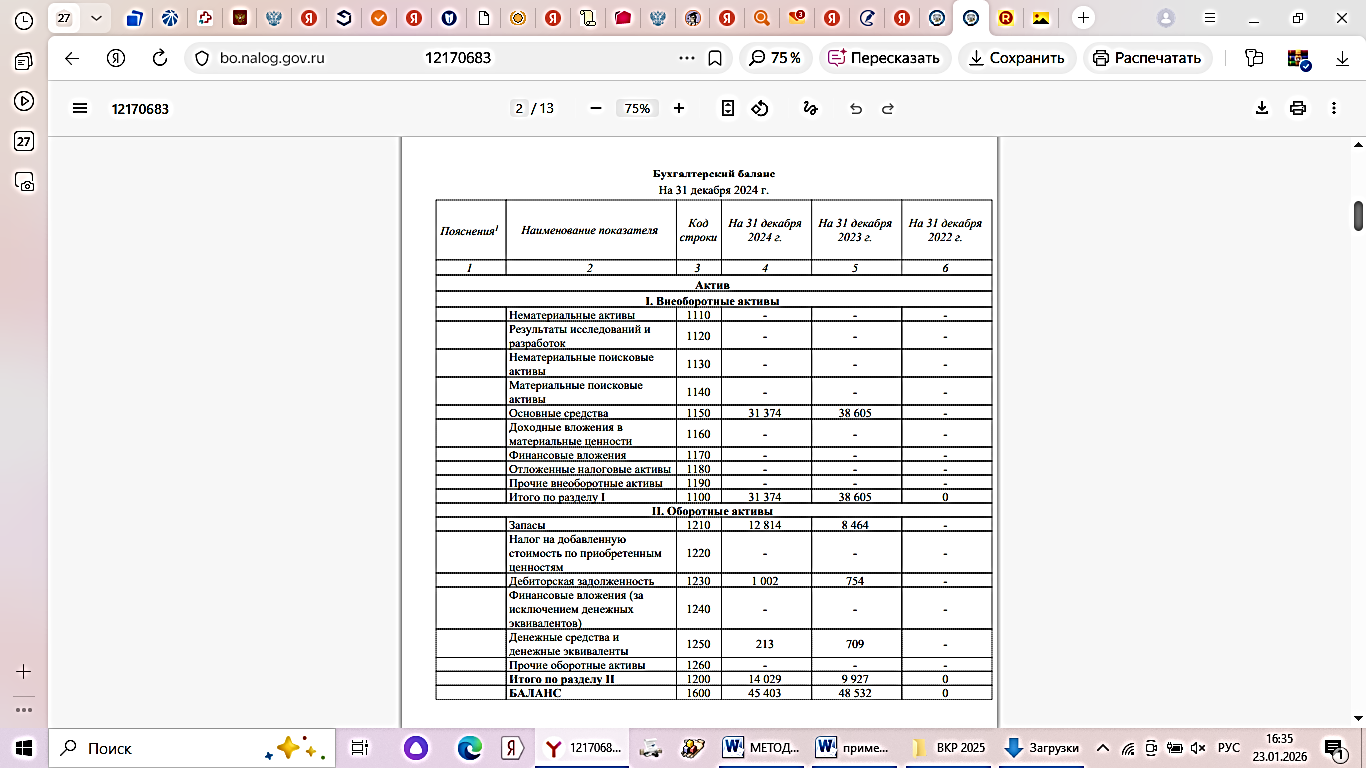 27
bo.nalog.gov.ru
12170683
75 %
Пересказать
Сохранить
Распечатать
12170683
2 / 13
75%
27
Бухгалтерский баланс
На 31 декабря 2024 г.
Пояснения1 Наименование показателя Код строки На 31 декабря 2024 г. На 31 декабря 2023 г. На 31 декабря 2022 г.
1 2 3 4 5 6
Актив
I. Внеоборотные активы
Нематериальные активы 1110 - - -
Результаты исследований и
разработок 1120 - - -
Нематериальные поисковые
активы 1130 - - -
Материальные поисковые
активы 1140 - - -
Основные средства 1150 31 374 38 605 -
Доходные вложения в
материальные ценности 1160 - - -
Финансовые вложения 1170 - - -
Отложенные налоговые активы 1180 - - -
Прочие внеоборотные активы 1190 - - -
Итого по разделу I 1100 31 374 38 605 0
II. Оборотные активы
Запасы 1210 12 814 8 464 -
Налог на добавленную
стоимость по приобретенным
ценностям 1220 - - -
Дебиторская задолженность 1230 1 002 754 -
Финансовые вложения (за
исключением денежных
эквивалентов) 1240 - - -
Денежные средства и
денежные эквиваленты 1250 213 709 -
Прочие оборотные активы 1260 - - -
Итого по разделу II 1200 14 029 9 927 0
БАЛАНС 1600 45 403 48 532 0
Поиск
1217068...
МЕТОД...
приме...
ВКР 2025
Загрузки
РУС
16:35
23.01.2026
1